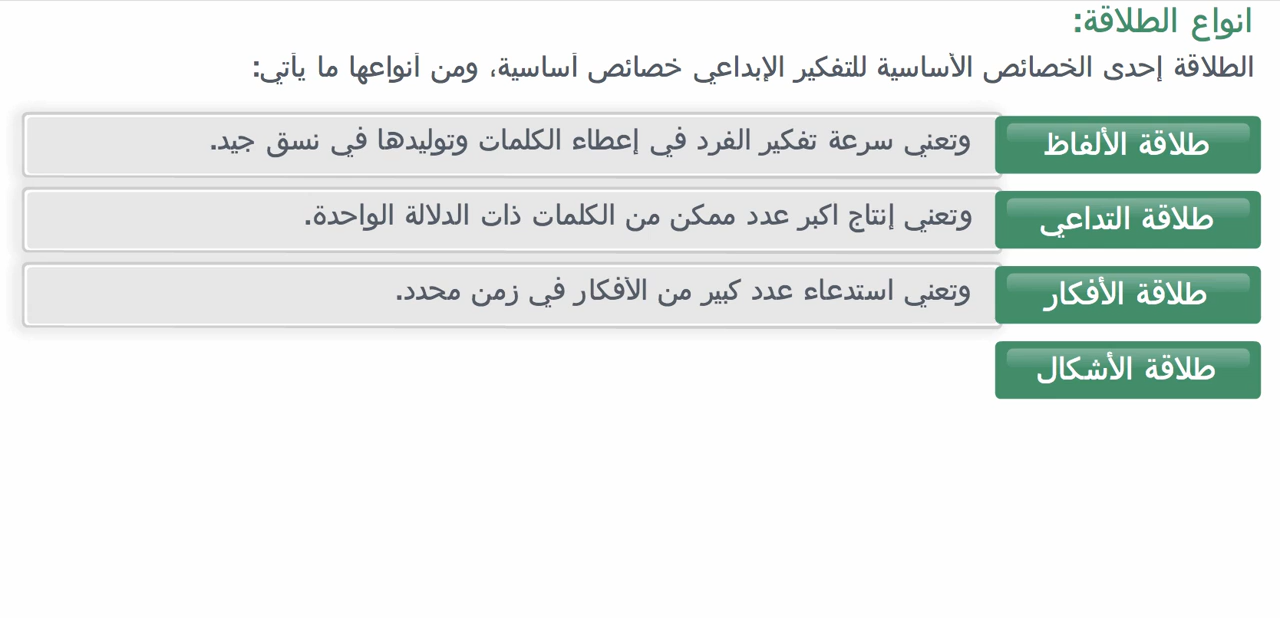 انواع الطلاقة:
الطلاقة إحدى الخصائص الأساسية للتفكير الإبداعي خصائص أساسية، ومن أنواعها ما يأتي:
طلاقة الألفاظ
وتعني سرعة تفكير الفرد في إعطاء الكلمات وتوليدها في نسق جيد.
طلاقة التداعي
وتعني إنتاج اكبر عدد ممكن من الكلمات ذات الدلالة الواحدة.
طلاقة الأفكار
وتعني استدعاء عدد كبير من الأفكار في زمن محدد.
طلاقة الأشكال